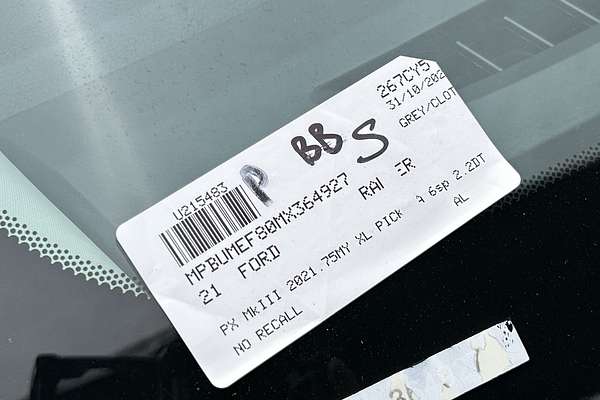 267CY5
31/10/202
GREY/CLOT
BB S
P
U215483
MPBUMEF80MX364927
21 FORD RA
PX MkIII 2021.75MY XL PICK 6sp 2.2DT
NO RECALL AL